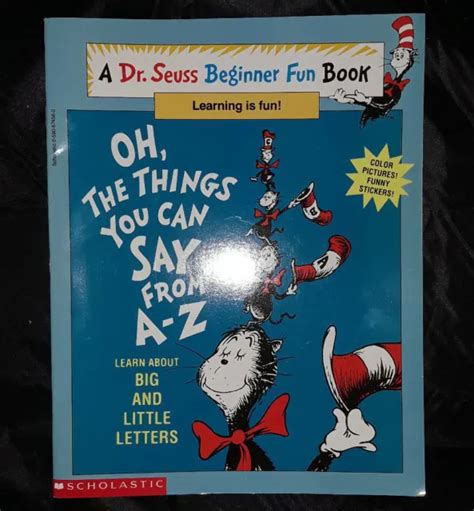 A Dr. Seuss Beginner Fun Book
Learning is fun!
OH,
THE THINGS
YOU CAN
SAY
FROM
A-Z
COLOR
PICTURES!
FUNNY
STICKERS!
A
B
LEARN ABOUT
BIG
AND
LITTLE
LETTERS
SCHOLASTIC